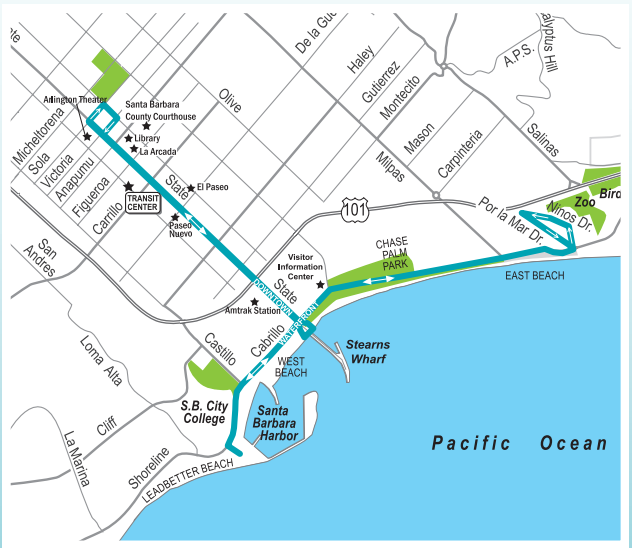 ate
De la Gue
alyptus Hill
A.P.S.
Haley
Gutierrez
Montecito
Olive
Arlington Theater
Santa Barbara
County Courthouse
Micheltorena
Library
La Arcada
Sola
Victoria
Anapumu
Figueroa
Carrillo
TRANSIT
CENTER
El Paseo
State
Paseo
Nuevo
Mason
Carpinteria
Salinas
Milpas
101
Zoo
Bird
Ninos Dr.
Por la Mar Dr.
San
Andres
CHASE
PALM
PARK
Visitor
Information
Center
EAST BEACH
DOWNTOWN
State
Amtrak Station
WATERFRONT
Cabrillo
Castillo
WEST
BEACH
Stearns
Wharf
Loma Alta
S.B. City
College
Santa
Barbara
Harbor
Cliff
La Marina
Shoreline
LEADBETTER BEACH
Pacific Ocean